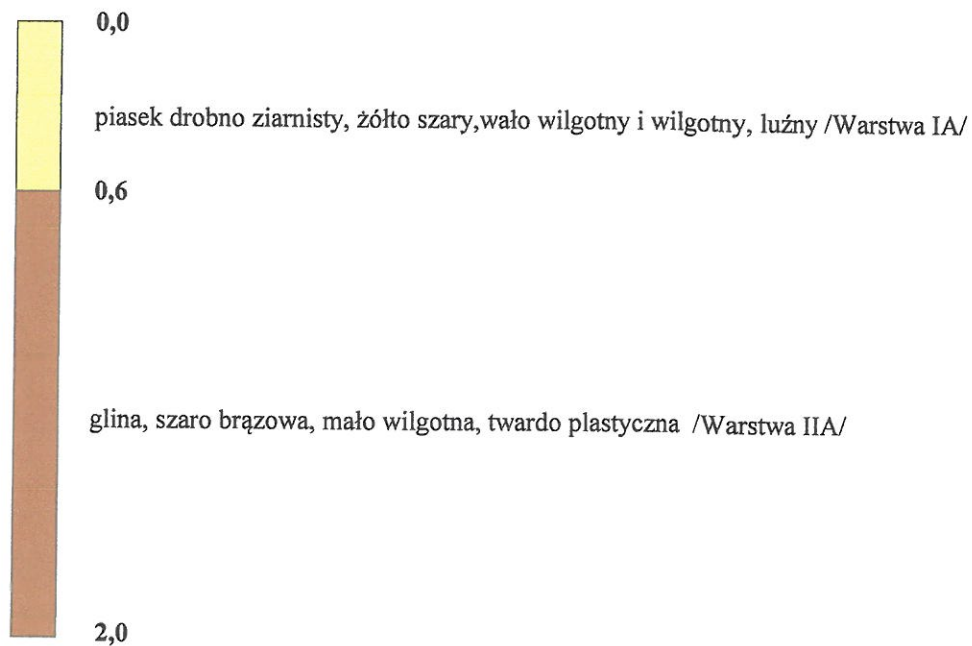 0,0
piasek drobno ziarnisty, żółto szary,wało wilgotny i wilgotny, luźny /Warstwa IA/
0,6
glina, szaro brązowa, mało wilgotna, twardo plastyczna /Warstwa IIA/
2,0